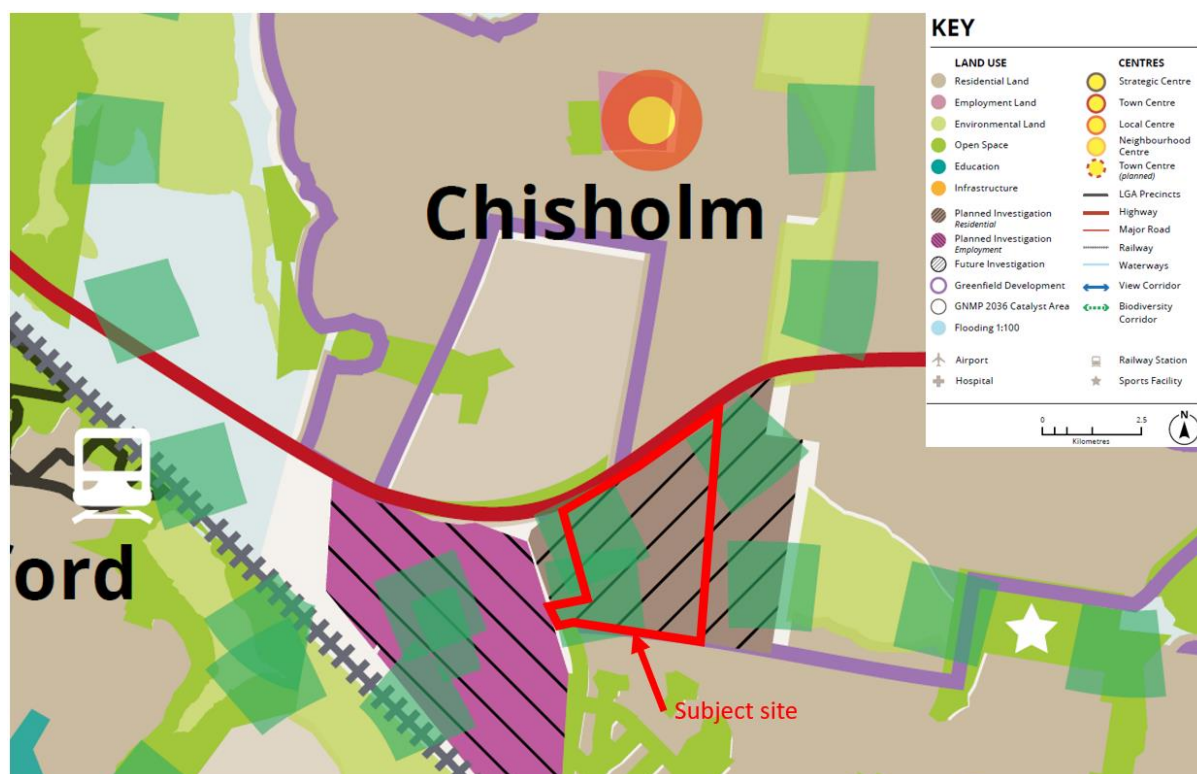 Chisholm
ford
Subject site
KEY
LAND USE
Residential Land
Employment Land
Environmental Land
Open Space
Education
Infrastructure
Planned Investigation
Residential
Planned Investigation
Employment
Future Investigation
Greenfield Development
GNMP 2036 Catalyst Area
Flooding 1:100
Airport
Hospital
CENTRES
Strategic Centre
Town Centre
Local Centre
Neighbourhood
Centre
Town Centre
(planned)
LGA Precincts
Highway
Major Road
Railway
Waterways
View Corridor
Biodiversity
Corridor
Railway Station
Sports Facility
0 2.5
Kilometres
N